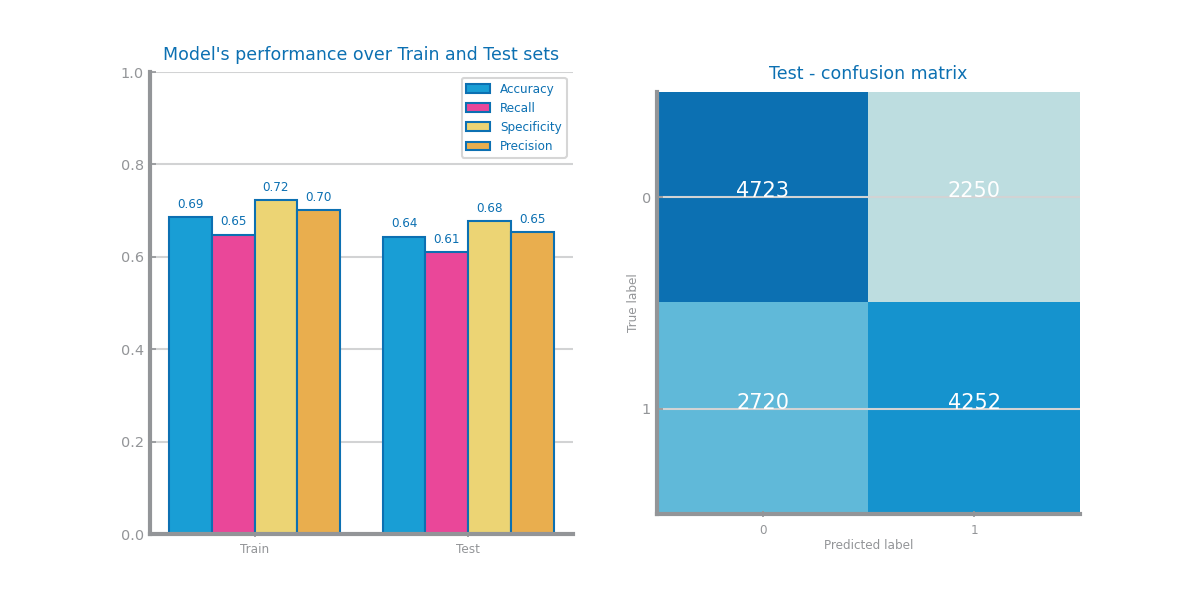 Model's performance over Train and Test sets
1.0
0.8
0.6
0.4
0.2
0.0
Accuracy
Recall
Specificity
Precision
0.69
0.65
0.72
0.70
0.64
0.61
0.68
0.65
Train
Test
Test - confusion matrix
True label
0
1
4723
2250
2720
4252
0
1
Predicted label